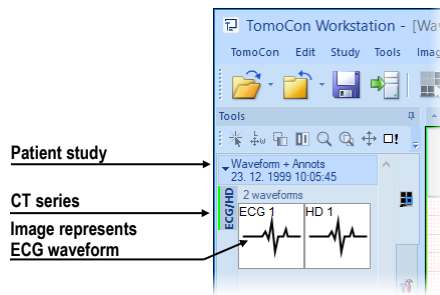 TomoCon Workstation - [Wav
TomoCon Edit Study Tools Imag
Tools
Patient study
Waveform + Annots
23. 12. 1999 10:05:45
CT series
ECG/HD
2 waveforms
Image represents
ECG waveform
ECG 1
HD 1